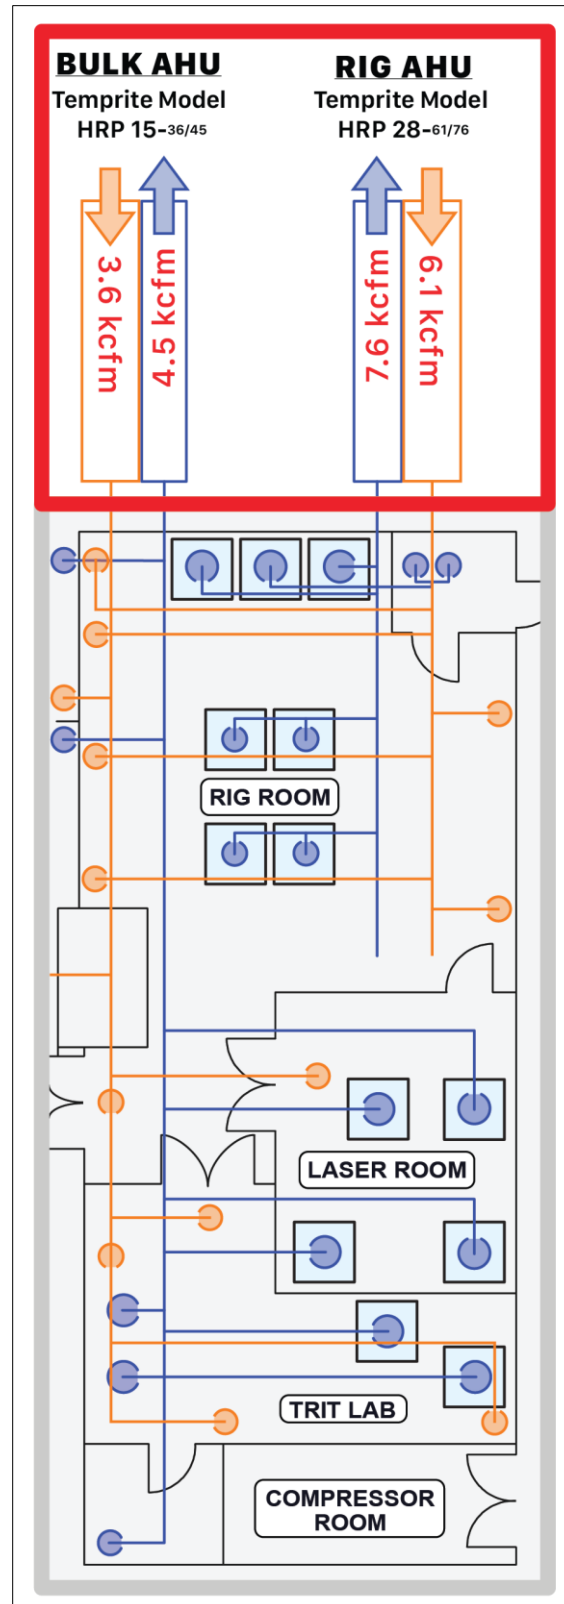 BULK AHU
Temprite Model
HRP 15-36/45
RIG AHU
Temprite Model
HRP 28-61/76
3.6 kcfm
4.5 kcfm
7.6 kcfm
6.1 kcfm
RIG ROOM
LASER ROOM
TRIT LAB
COMPRESSOR
ROOM